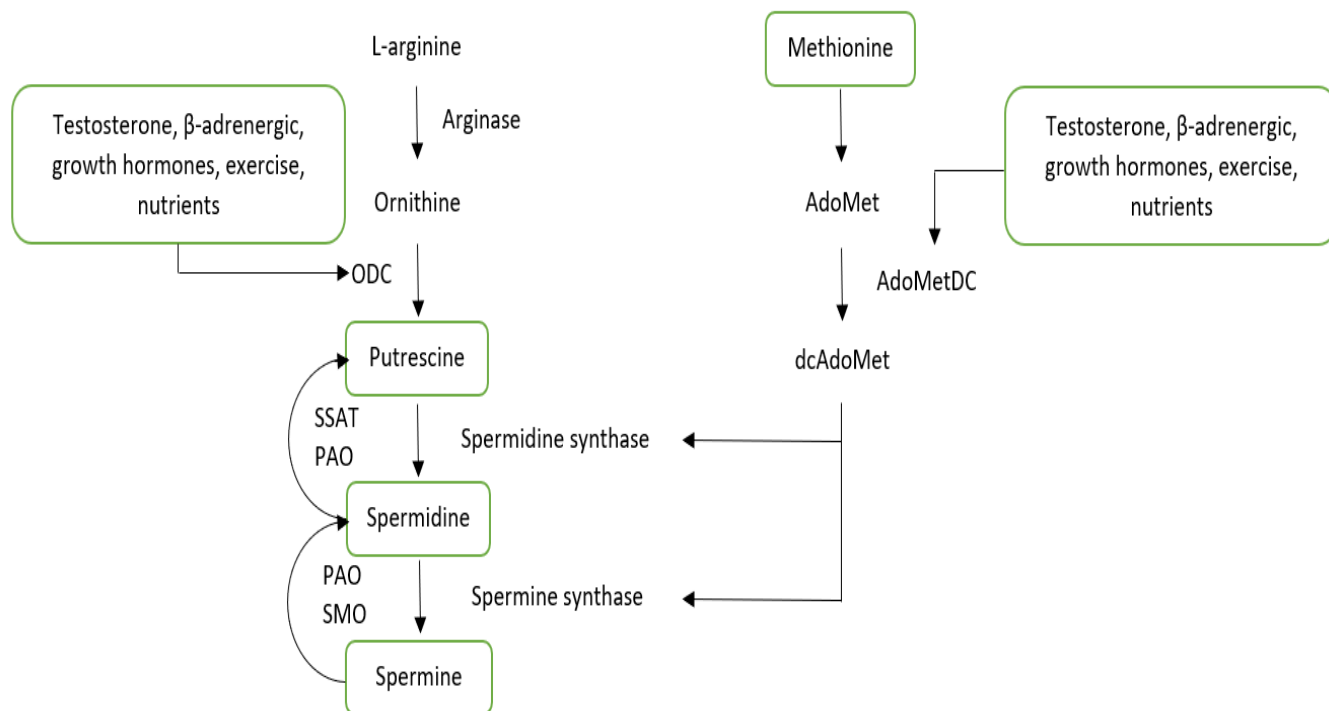 L-arginine
Methionine
Testosterone, β-adrenergic,
growth hormones, exercise,
nutrients
Arginase
Testosterone, β-adrenergic,
growth hormones, exercise,
nutrients
Ornithine
AdoMet
ODC
AdoMetDC
Putrescine
dcAdoMet
SSAT
PAO
Spermidine synthase
Spermidine
PAO
SMO
Spermine synthase
Spermine